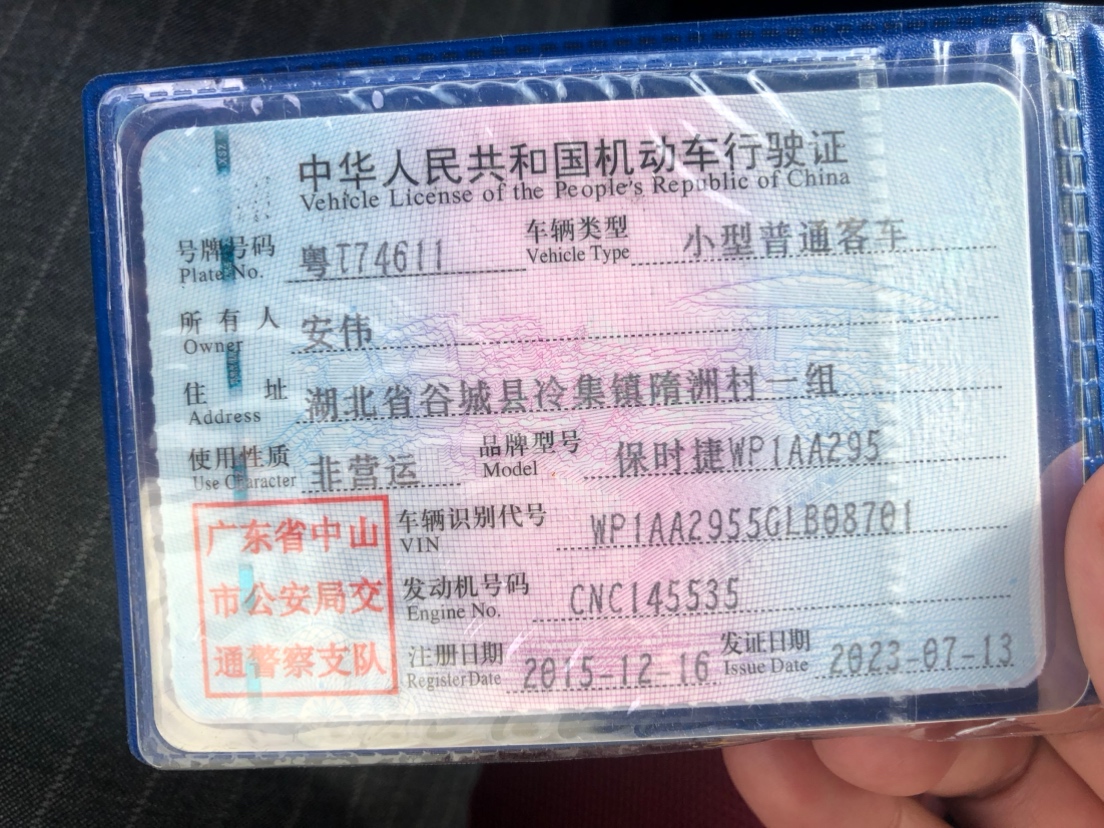 中华人民共和国机动车行驶证
Vehicle License of the People's Republic of China
号牌号码 粤T74611 车辆类型 小型普通客车
Plate No. Vehicle Type
所有人 安伟
Owner
住址 湖北省谷城县冷集镇隋洲村一组
Address
使用性质 非营运 品牌型号 保时捷WP1AA295
Use Character Model
车辆识别代号 WP1AA2955GLB08701
VIN
发动机号码 CNC145535
Engine No.
注册日期 2015-12-16 发证日期 2023-07-13
Register Date Issue Date
广东省中山
市公安局交
通警察支队